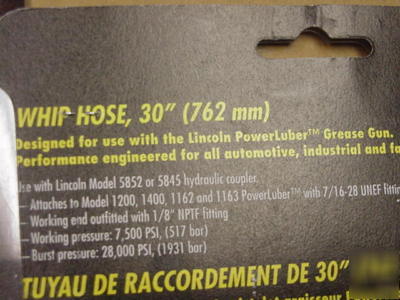 WHIP HOSE, 30" (762 mm)
Designed for use with the Lincoln PowerLuber™ Grease Gun.
Performance engineered for all automotive, industrial and
Use with Lincoln Model 5852 or 5845 hydraulic coupler.
– Attaches to Model 1200, 1400, 1162 and 1163 PowerLuber™ with 7/16-28 UNEF fitting
– Working end outfitted with 1/8" NPTF fitting
– Working pressure: 7,500 PSI, (517 bar)
– Burst pressure: 28,000 PSI, (1931 bar)
TUYAU DE RACCORDEMENT DE 30"